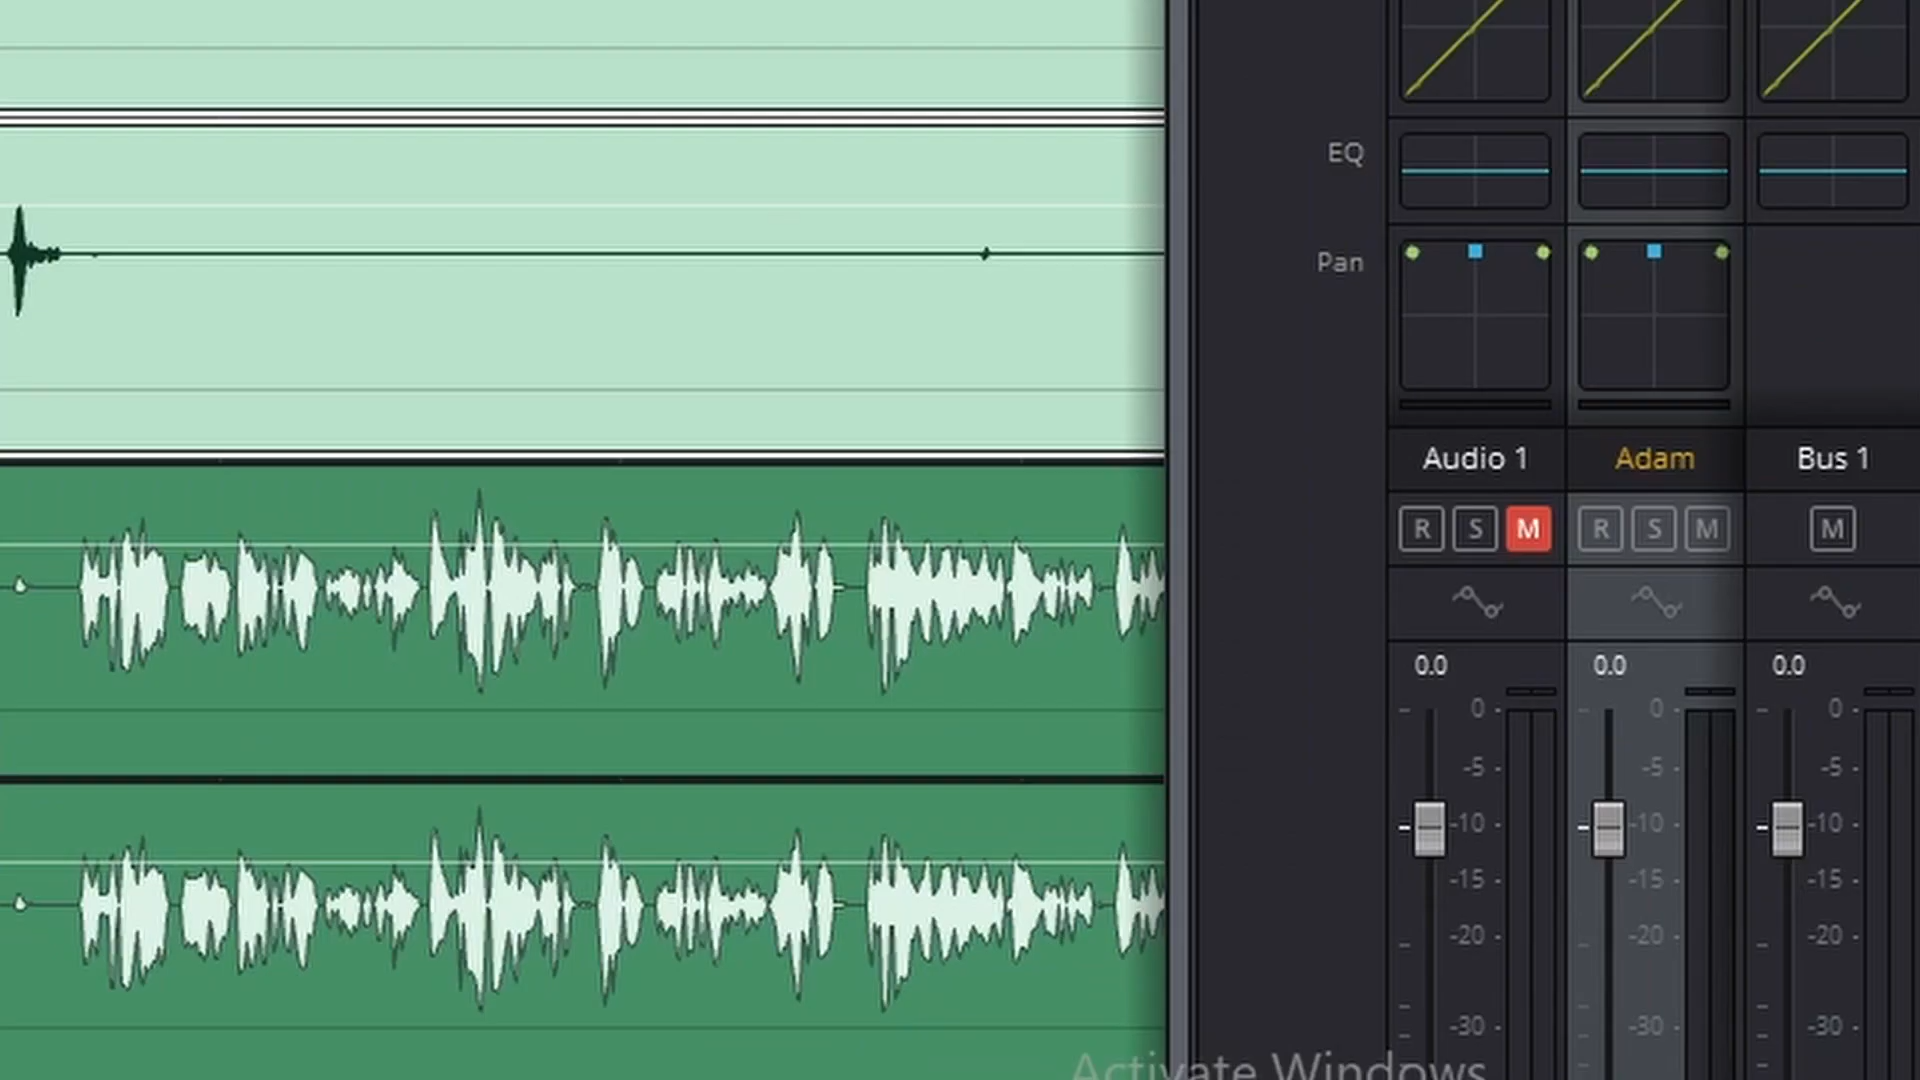 EQ
Pan
Audio 1 Adam Bus 1
R S M R S M M
0.0 0.0 0.0
0 0 0
-5 -5 -5
-10 -10 -10
-15 -15 -15
-20 -20 -20
-30 -30 -30
Activate Windows